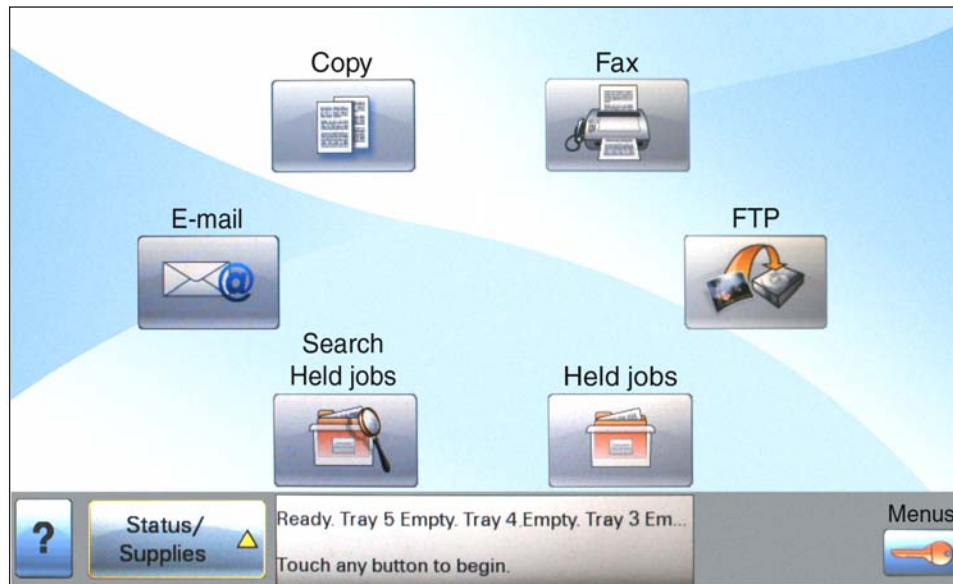 Copy
Fax
E-mail
FTP
Search
Held jobs
Held jobs
?
Status/
Supplies
Ready. Tray 5 Empty. Tray 4 Empty. Tray 3 Em...
Touch any button to begin.
Menus